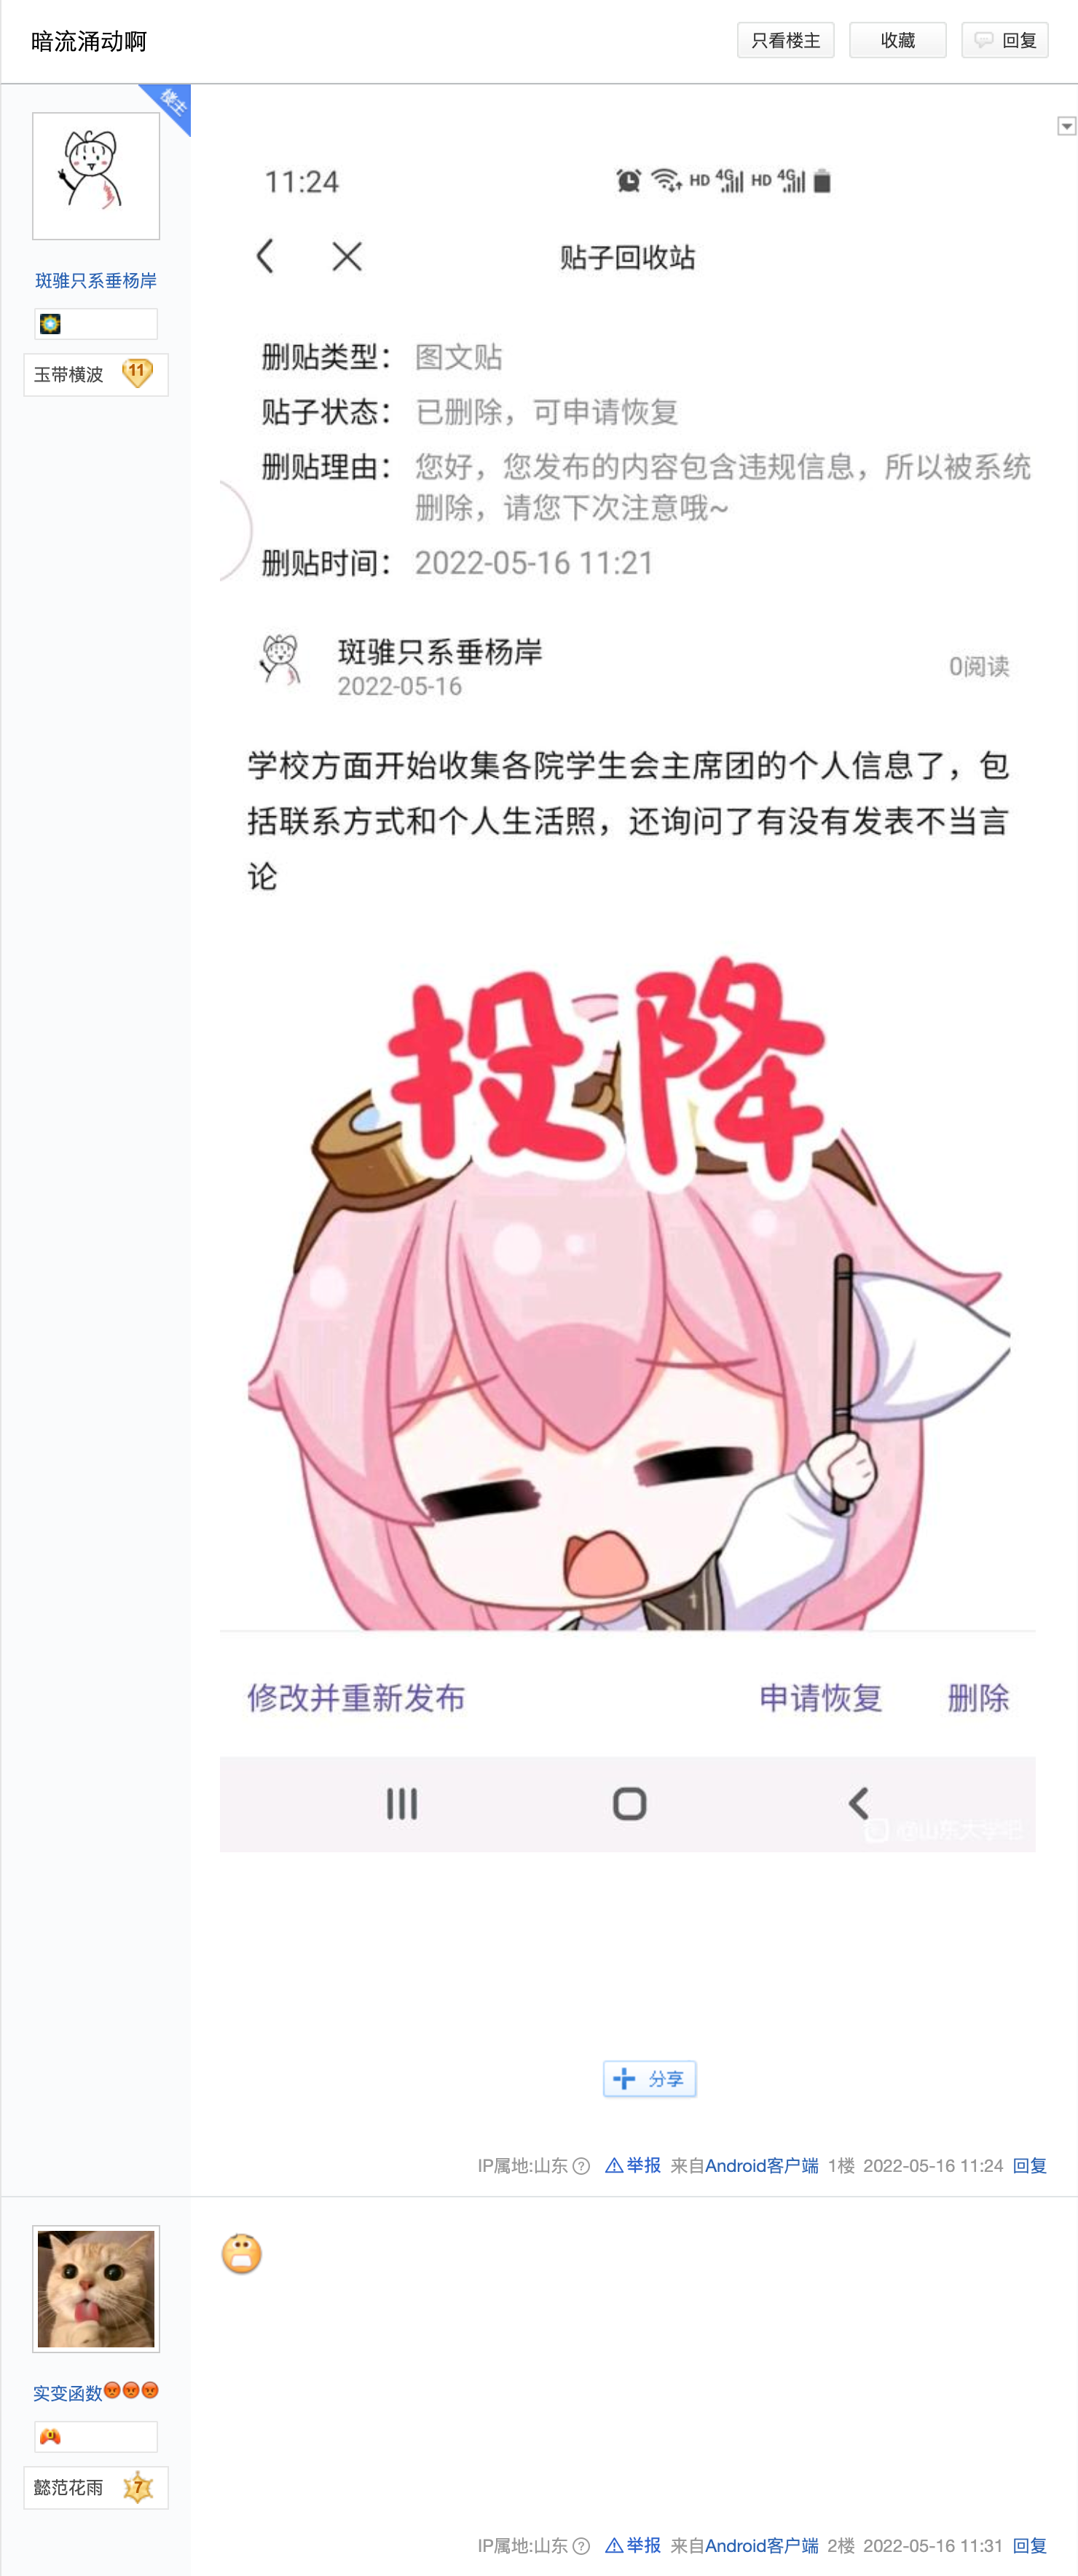 暗流涌动啊
只看楼主
收藏
回复
楼主
斑骓只系垂杨岸
玉带横波
11
11:24
HD 4G HD 4G
贴子回收站
删贴类型： 图文贴
贴子状态： 已删除，可申请恢复
删贴理由： 您好，您发布的内容包含违规信息，所以被系统
删除，请您下次注意哦~
删贴时间： 2022-05-16 11:21
斑骓只系垂杨岸
2022-05-16
0阅读
学校方面开始收集各院学生会主席团的个人信息了，包
括联系方式和个人生活照，还询问了有没有发表不当言
论
投降
修改并重新发布
申请恢复
删除
@山东大学吧
分享
IP属地:山东 举报 来自Android客户端 1楼 2022-05-16 11:24 回复
实变函数
懿范花雨
7
IP属地:山东 举报 来自Android客户端 2楼 2022-05-16 11:31 回复